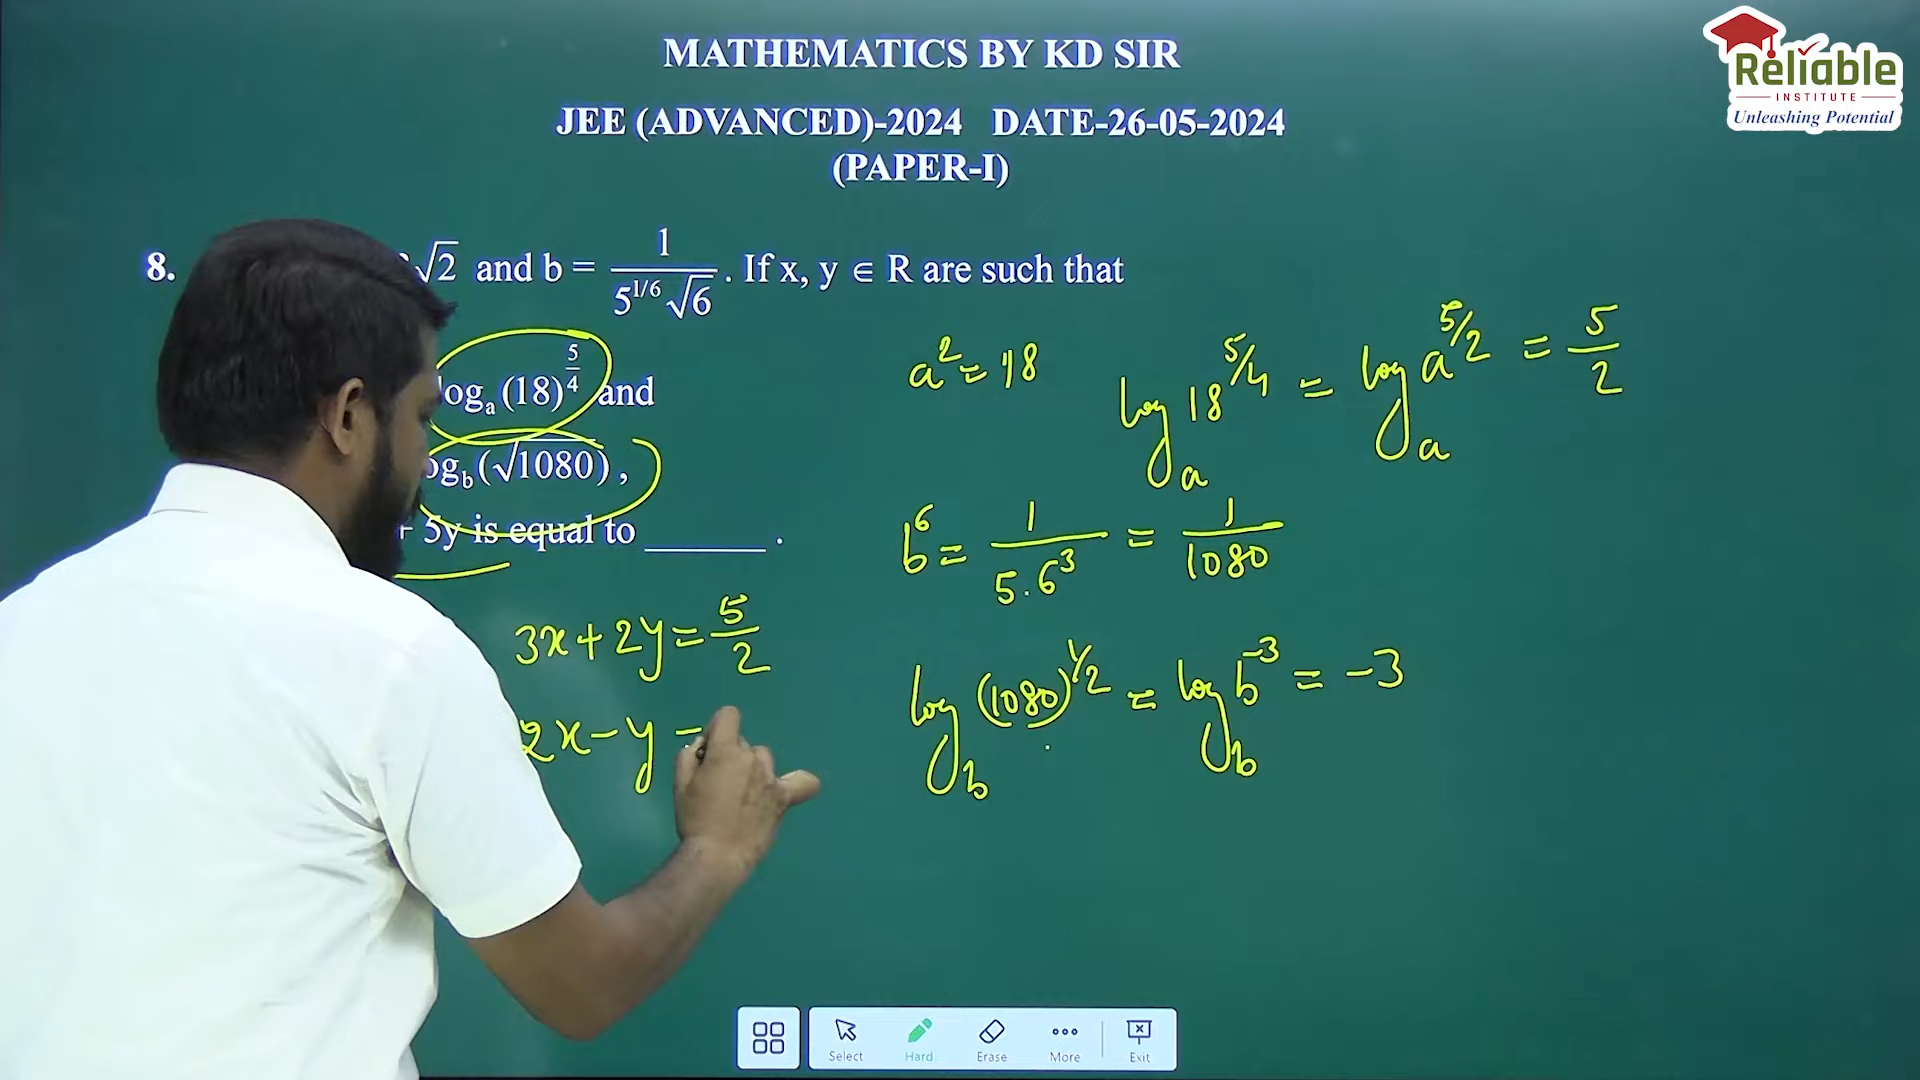 MATHEMATICS BY KD SIR
Reliable
INSTITUTE
Unleashing Potential
JEE (ADVANCED)-2024 DATE-26-05-2024
(PAPER-I)
8. √2 and b = 1/(5^1/6 √6) . If x, y ∈ R are such that
log_a (18)^5/4 and
og_b (√1080) ,
+ 5y is equal to ______ .
a² = 18
log_a 18^5/4 = log_a a^5/2 = 5/2
b⁶ = 1/(5.6³) = 1/1080
3x + 2y = 5/2
2x - y =
log_b (1080)^1/2 = log_b b^-3 = -3
Select
Hard
Erase
More
Exit